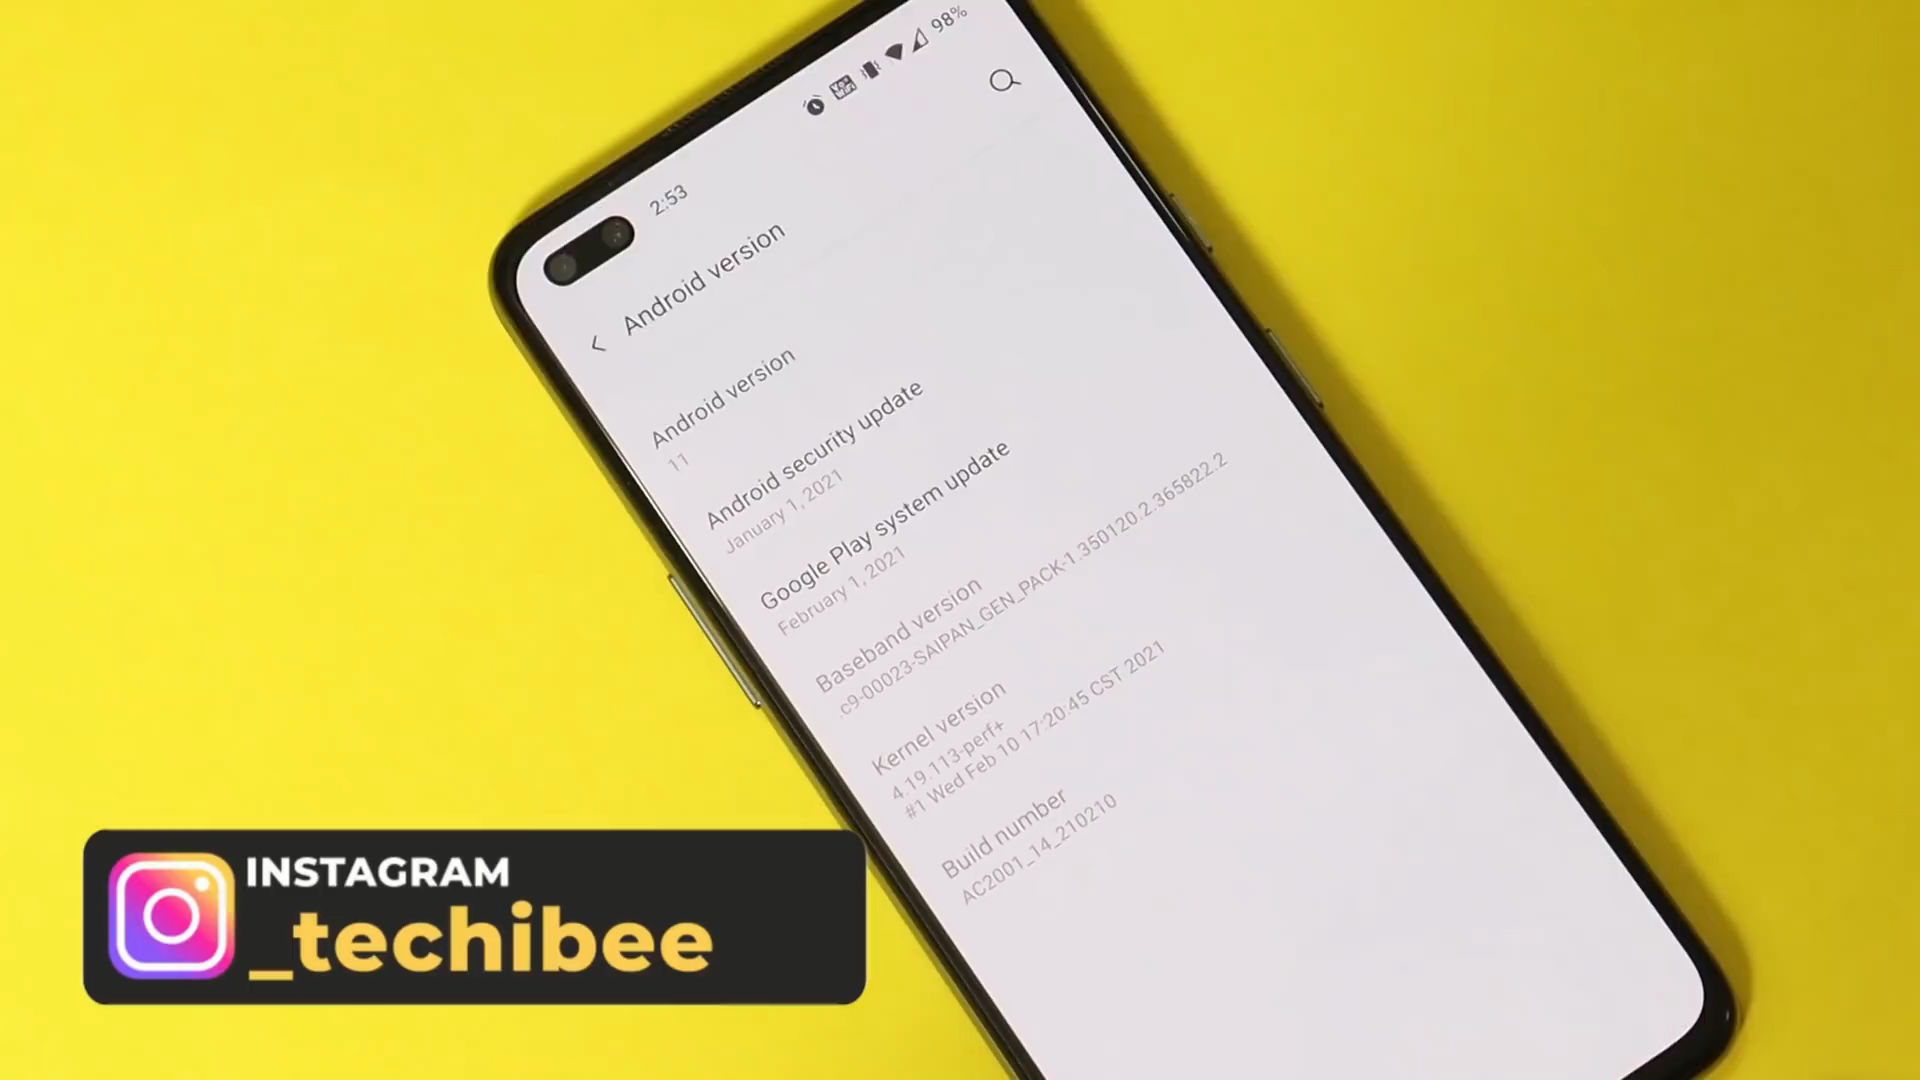 98%
2:53
Android version
Android version
11
Android security update
January 1, 2021
Google Play system update
February 1, 2021
Baseband version
.c9-00023-SAIPAN_GEN_PACK-1.350120.2.365822.2
Kernel version
4.19.113-perf+
#1 Wed Feb 10 17:20:45 CST 2021
Build number
AC2001_14_210210
INSTAGRAM
_techibee